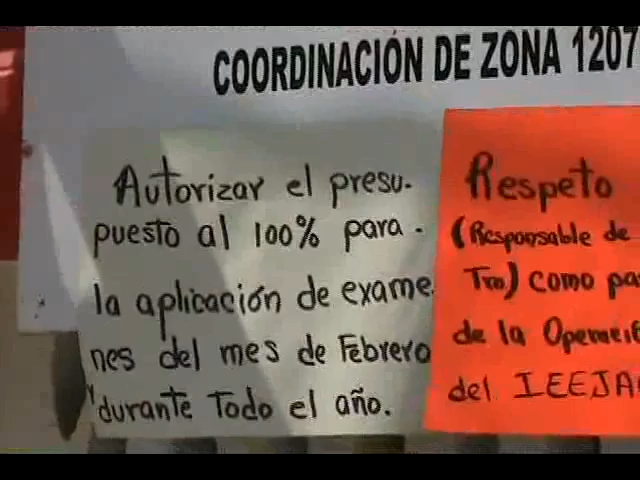 COORDINACIÓN DE ZONA 1207
Autorizar el presu-
puesto al 100% para
la aplicación de exame
nes del mes de Febrero
y durante Todo el año.
Respeto
(Responsable de
como
de la
del IEEJA